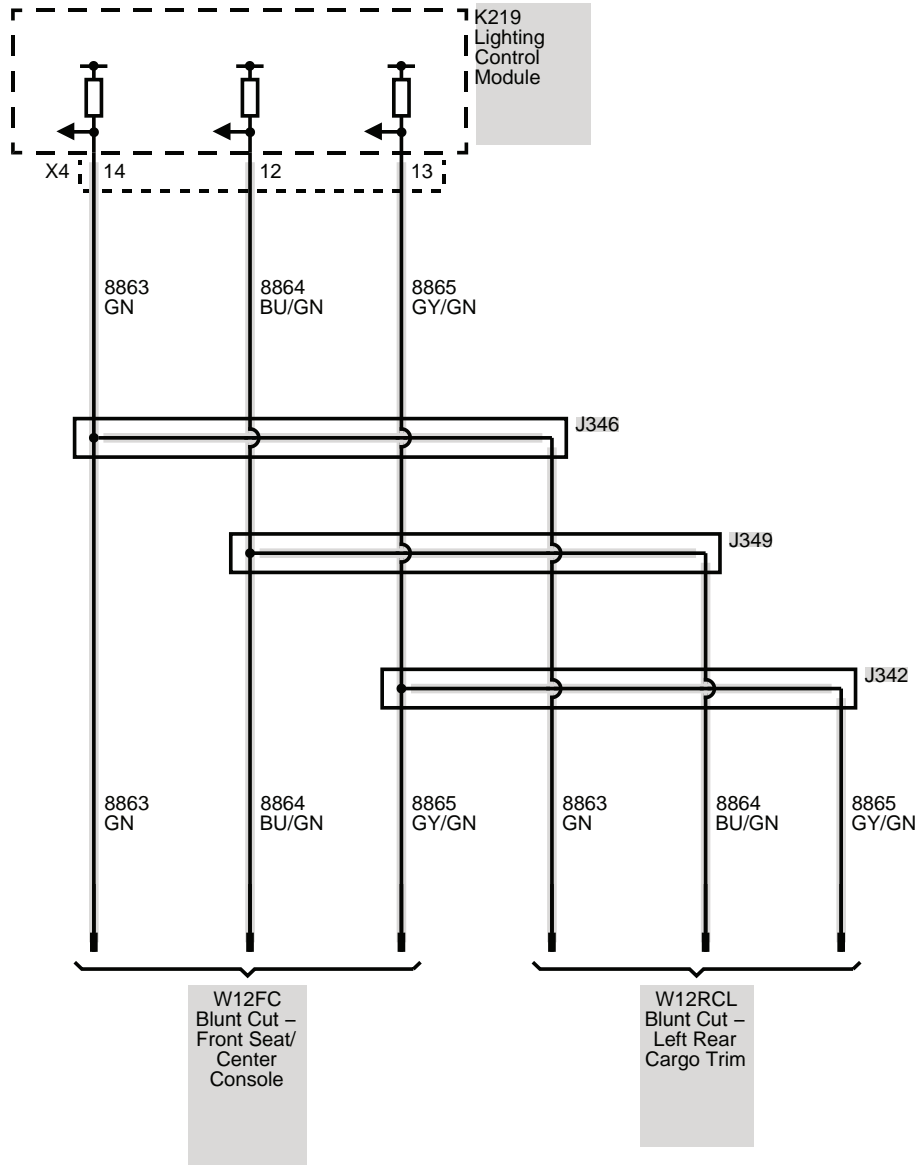 K219
Lighting
Control
Module
X4 14 12 13
8863
GN
8864
BU/GN
8865
GY/GN
J346
J349
J342
8863
GN
8864
BU/GN
8865
GY/GN
8863
GN
8864
BU/GN
8865
GY/GN
W12FC
Blunt Cut –
Front Seat/
Center
Console
W12RCL
Blunt Cut –
Left Rear
Cargo Trim